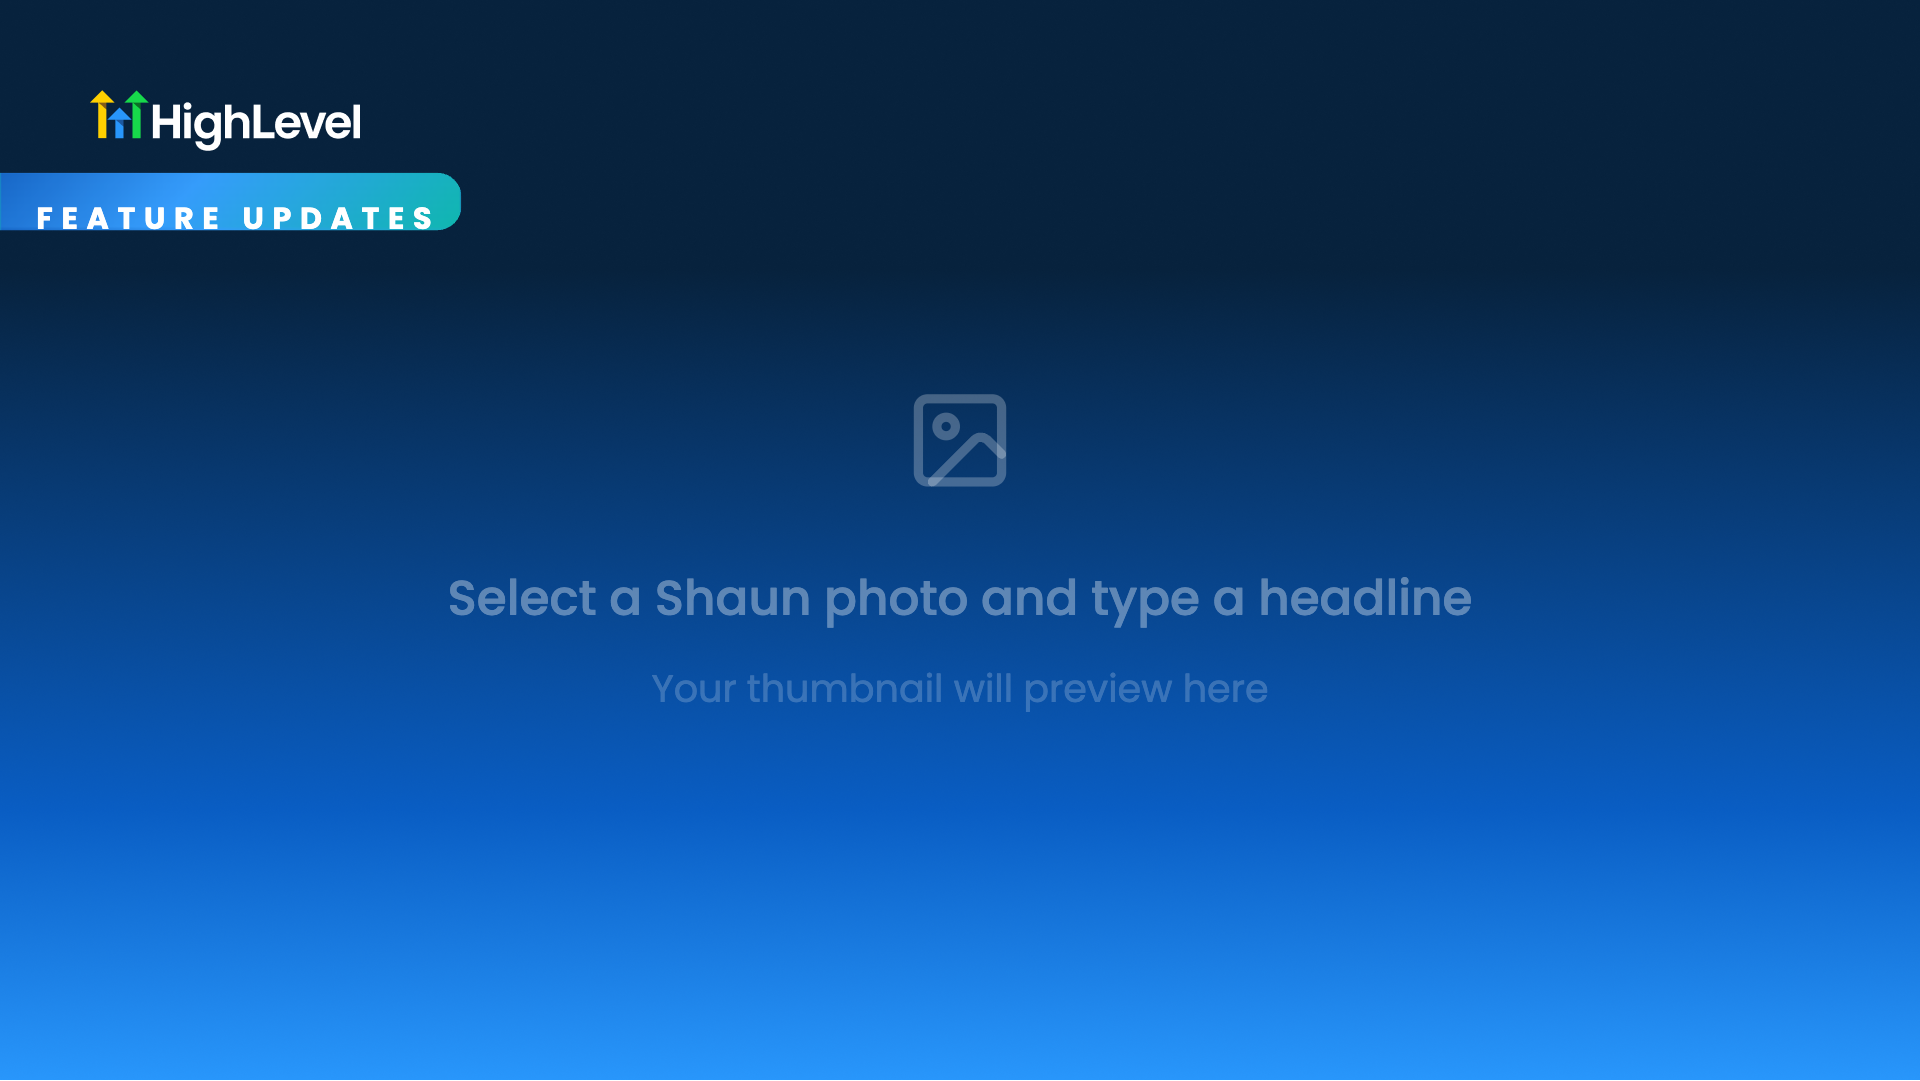 HighLevel
FEATURE UPDATES
Select a Shaun photo and type a headline
Your thumbnail will preview here